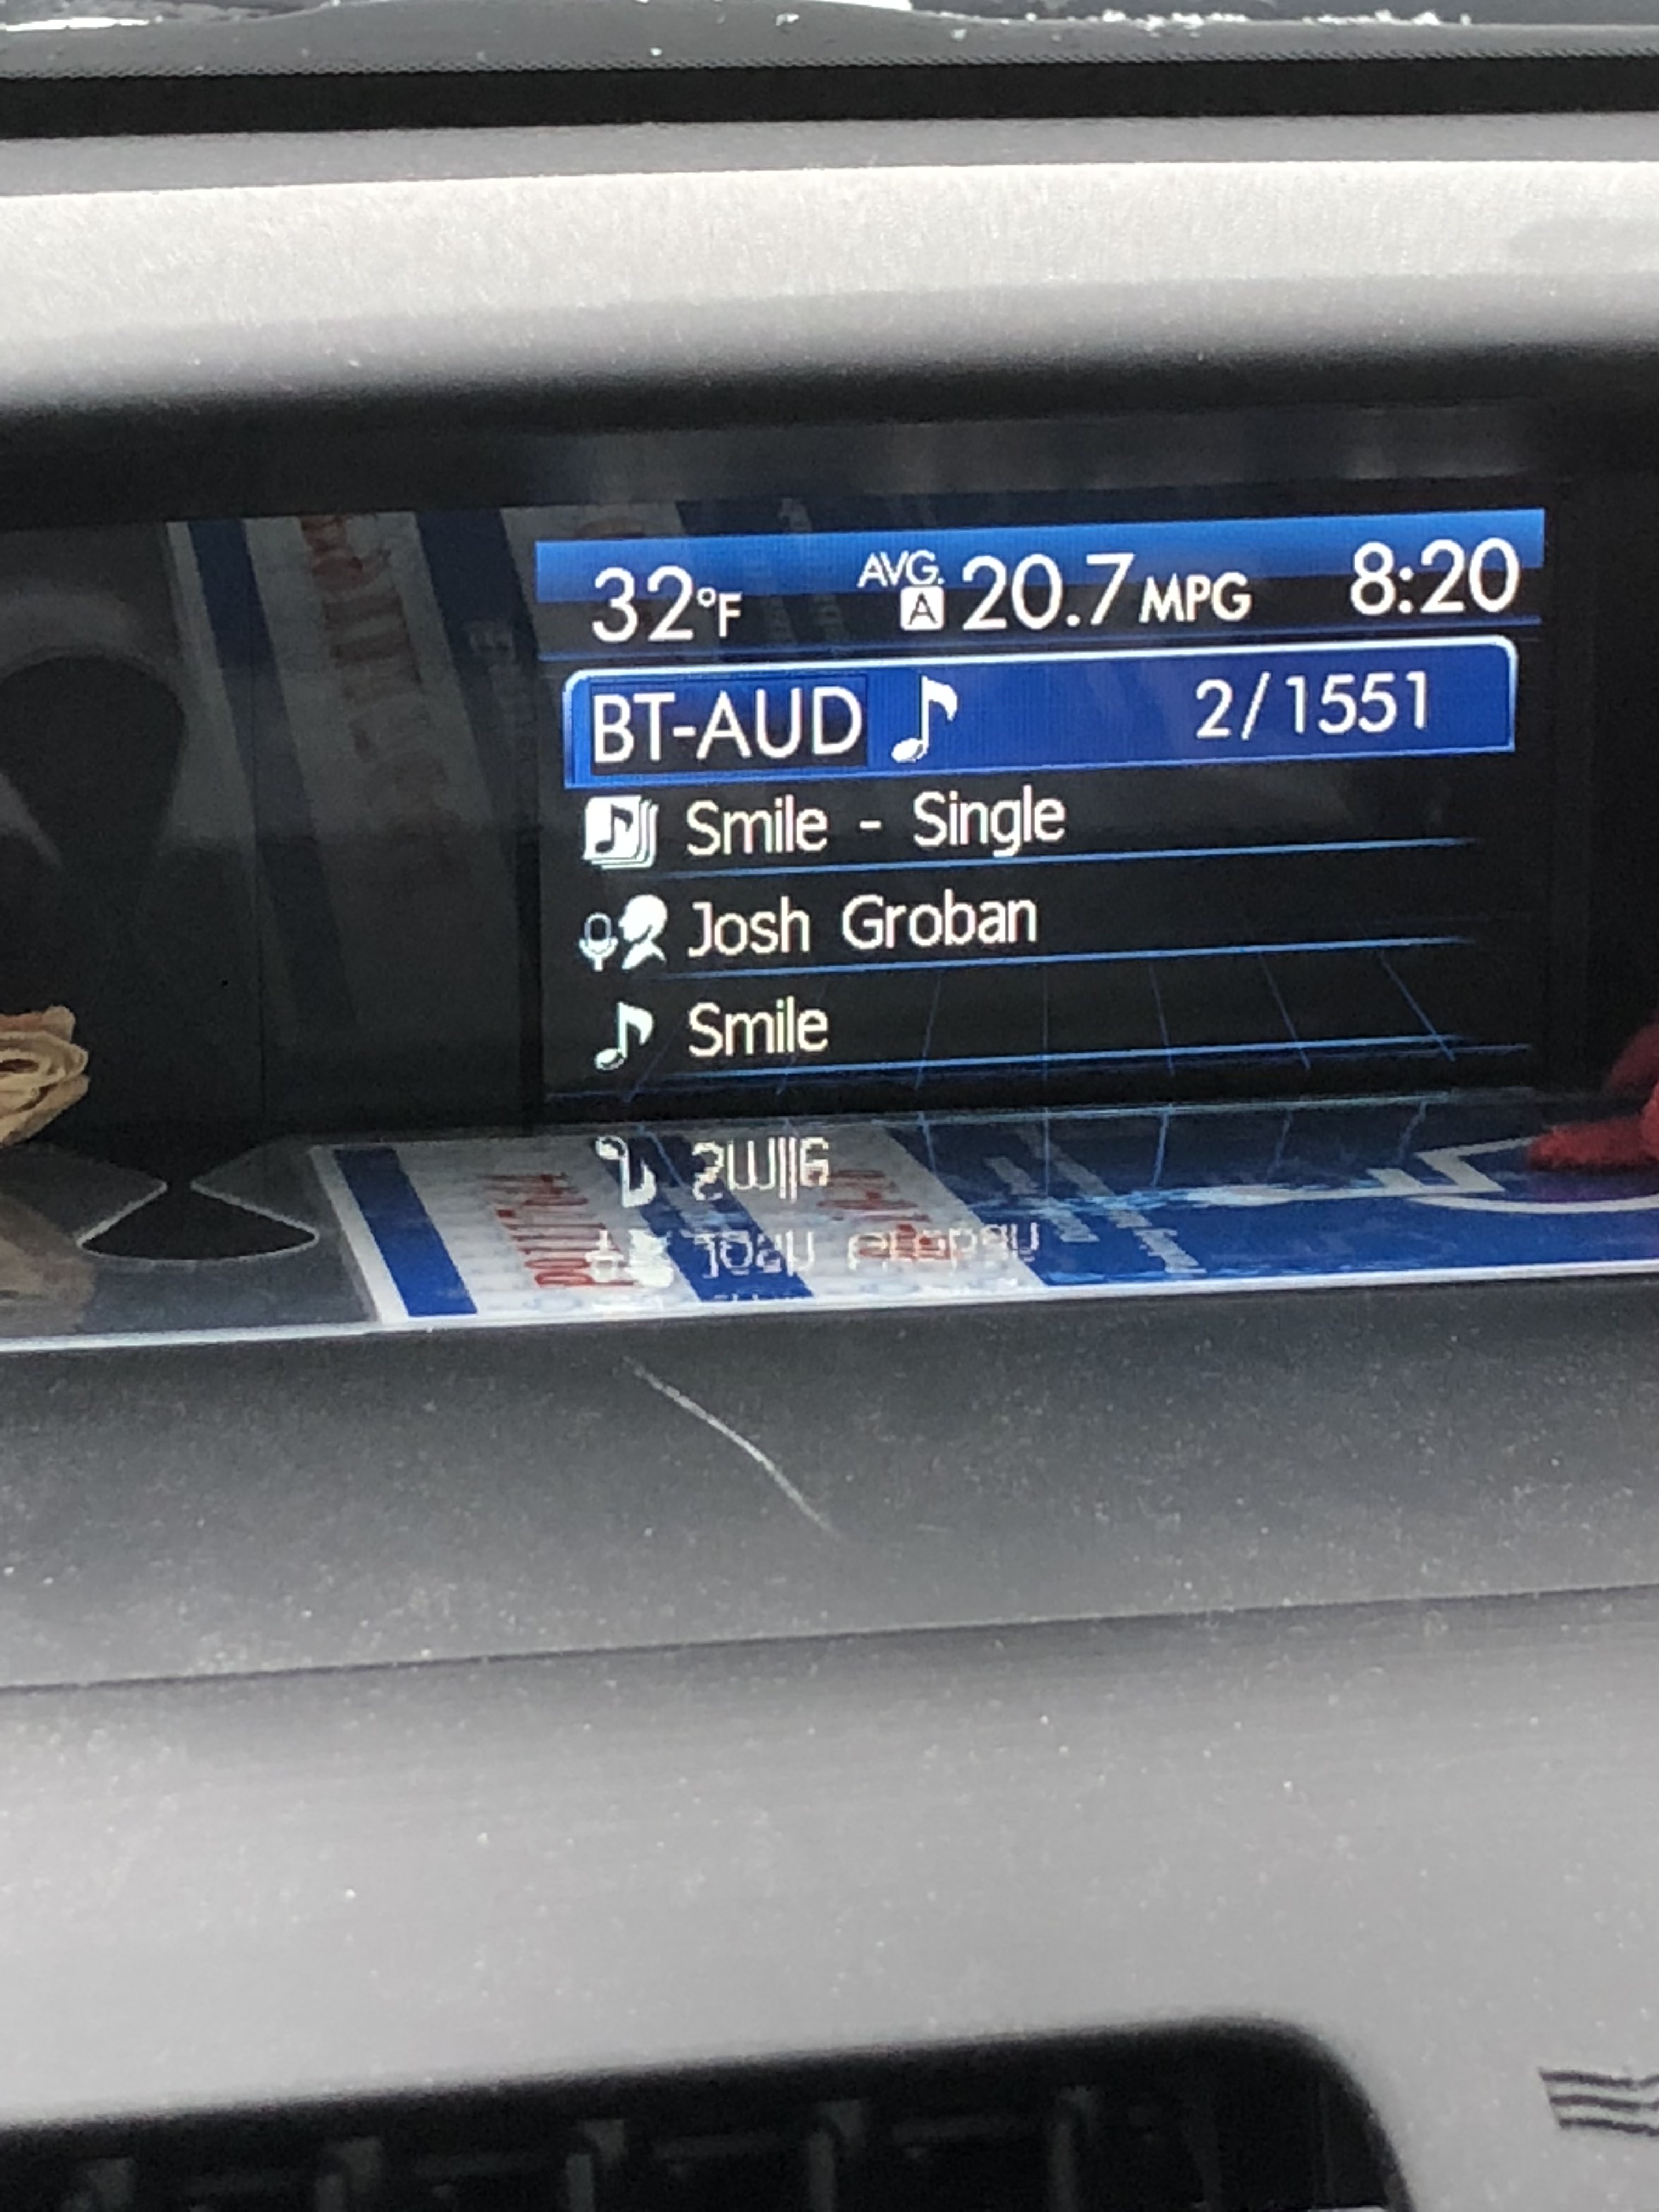 32°F AVG. A 20.7 MPG 8:20
BT-AUD 2/1551
Smile - Single
Josh Groban
Smile